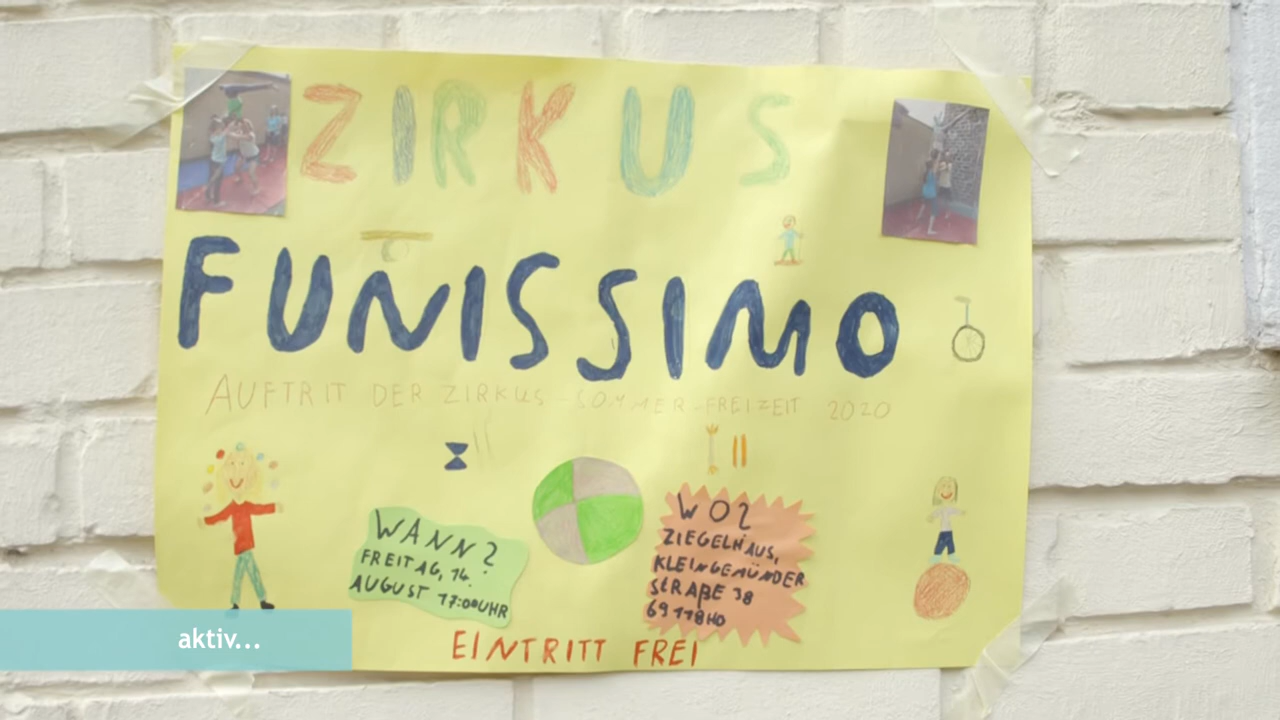 ZIRKUS
FUNISSIMO
AUFTRIT DER ZIRKUS-SOMMER-FREIZEIT 2020
WANN?
FREITAG, 14.
AUGUST 17:00UHR
WO?
ZIEGELHAUS,
KLEINGEMÜNDER
STRAßE 38
69118HD
EINTRITT FREI
aktiv...